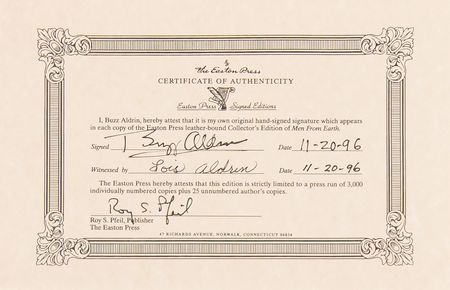 the Easton Press
CERTIFICATE OF AUTHENTICITY
Easton Press Signed Editions
I, Buzz Aldrin, hereby attest that it is my own original hand-signed signature which appears
in each copy of the Easton Press leather-bound Collector's Edition of Men From Earth.
Signed Buzz Aldrin Date 11-20-96
Witnessed by Lois Aldrin Date 11-20-96
The Easton Press hereby attests that this edition is strictly limited to a press run of 3,000
individually numbered copies plus 25 unnumbered author's copies.
Roy S. Pfeil
Roy S. Pfeil, Publisher
The Easton Press
47 RICHARDS AVENUE, NORWALK, CONNECTICUT 06854